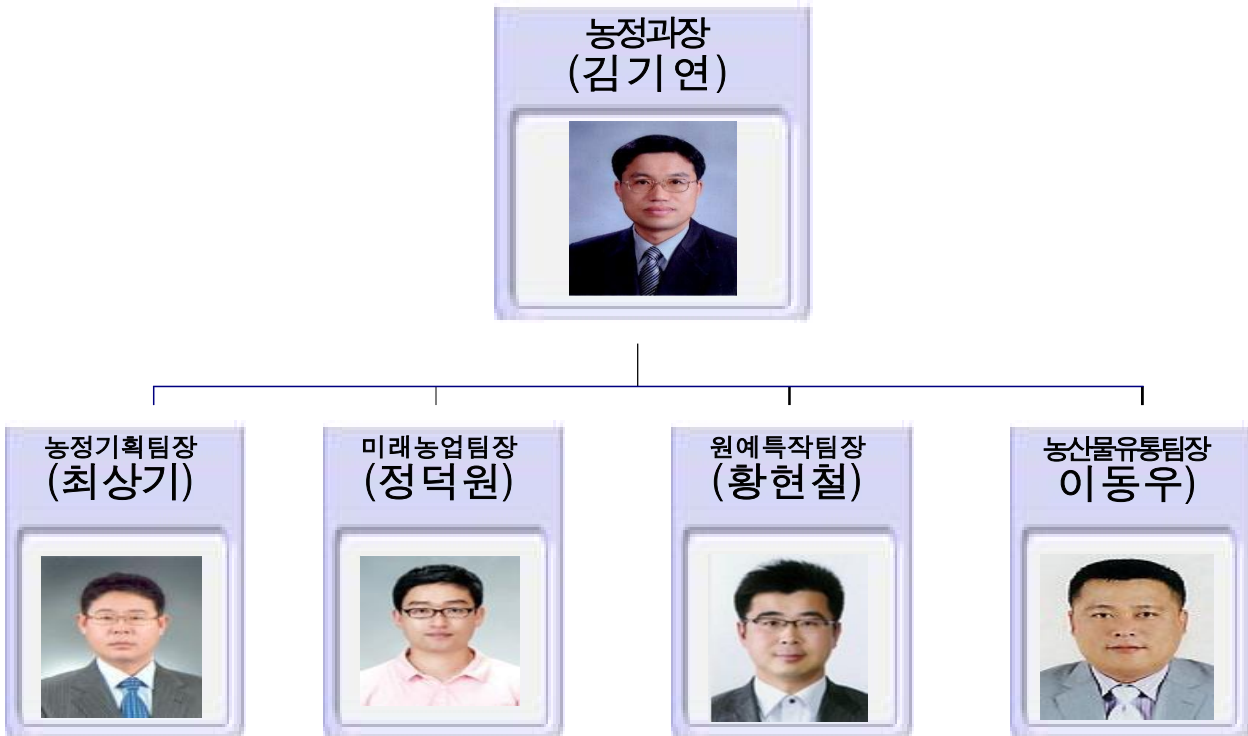 농정과장
(김기연)
농정기획팀장
(최상기)
미래농업팀장
(정덕원)
원예특작팀장
(황현철)
농산물유통팀장
이동우)